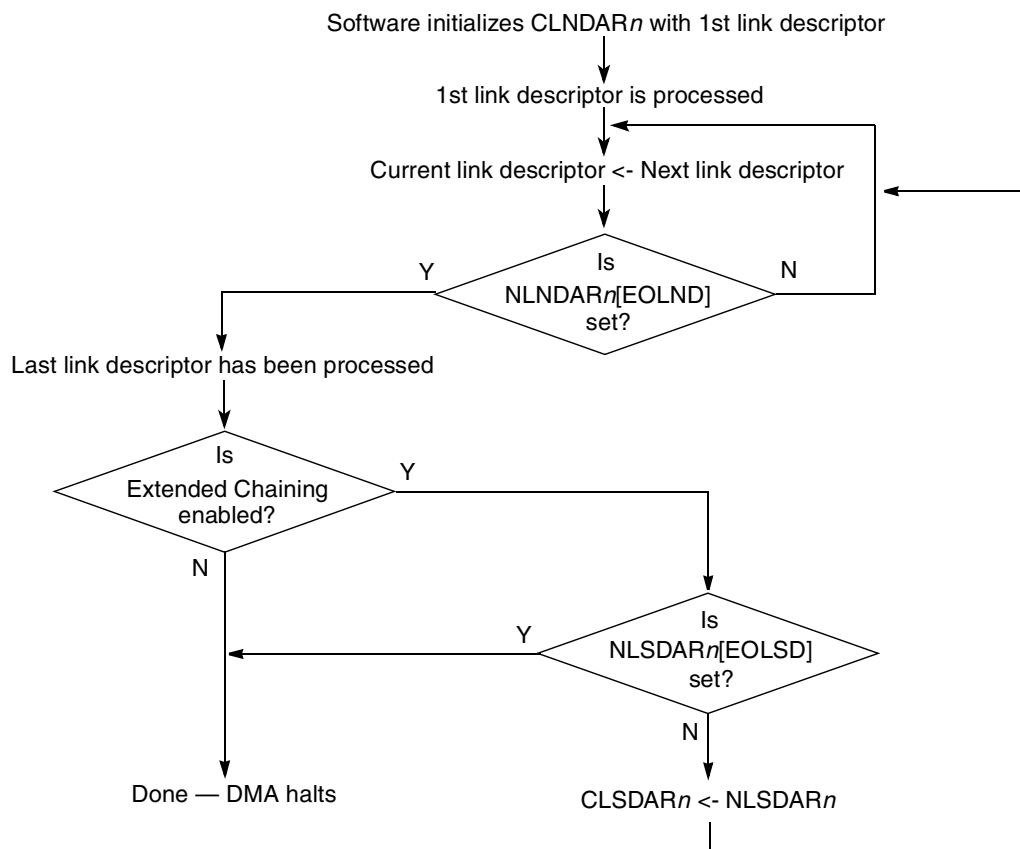 Software initializes CLNDARn with 1st link descriptor
1st link descriptor is processed
Current link descriptor <- Next link descriptor
Is
NLNDARn[EOLND]
set?
Y
N
Last link descriptor has been processed
Is
Extended Chaining
enabled?
Y
N
Is
NLSDARn[EOLSD]
set?
Y
N
Done — DMA halts
CLSDARn <- NLSDARn